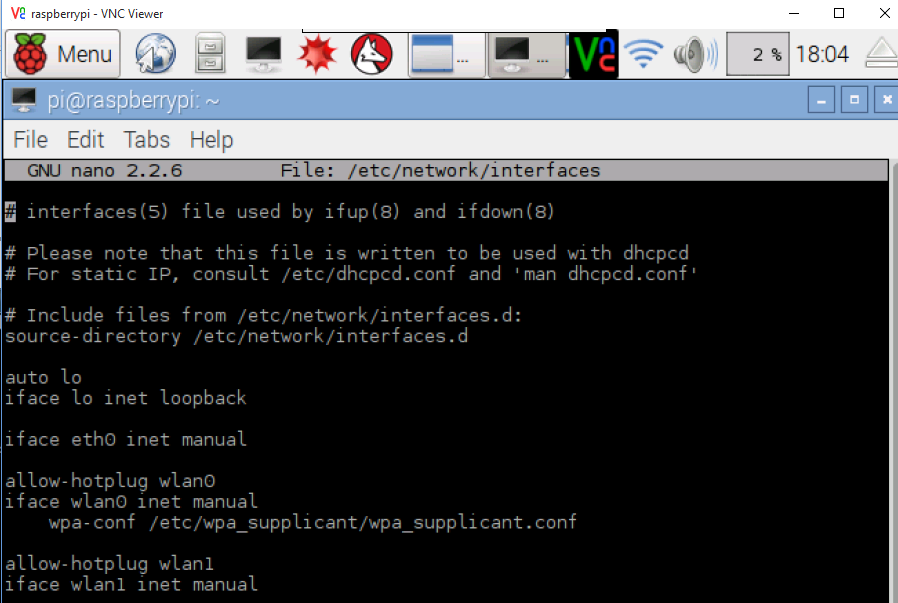 raspberrypi - VNC Viewer
Menu
...
...
2 %
18:04
pi@raspberrypi: ~
File Edit Tabs Help
GNU nano 2.2.6 File: /etc/network/interfaces
# interfaces(5) file used by ifup(8) and ifdown(8)
# Please note that this file is written to be used with dhcpcd
# For static IP, consult /etc/dhcpcd.conf and 'man dhcpcd.conf'
# Include files from /etc/network/interfaces.d:
source-directory /etc/network/interfaces.d
auto lo
iface lo inet loopback
iface eth0 inet manual
allow-hotplug wlan0
iface wlan0 inet manual
wpa-conf /etc/wpa_supplicant/wpa_supplicant.conf
allow-hotplug wlan1
iface wlan1 inet manual